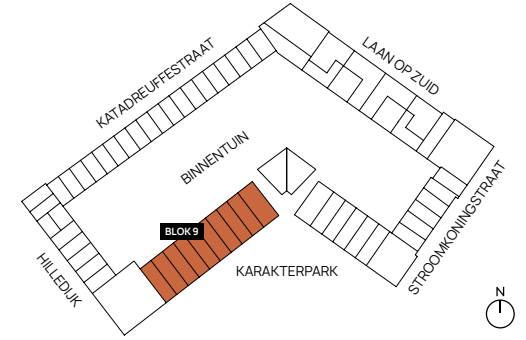 KATADREUFFESTRAAT
LAAN OP ZUID
BINNENTUIN
BLOK 9
HILLEDIJK
KARAKTERPARK
STROOMKONINGSTRAAT
N